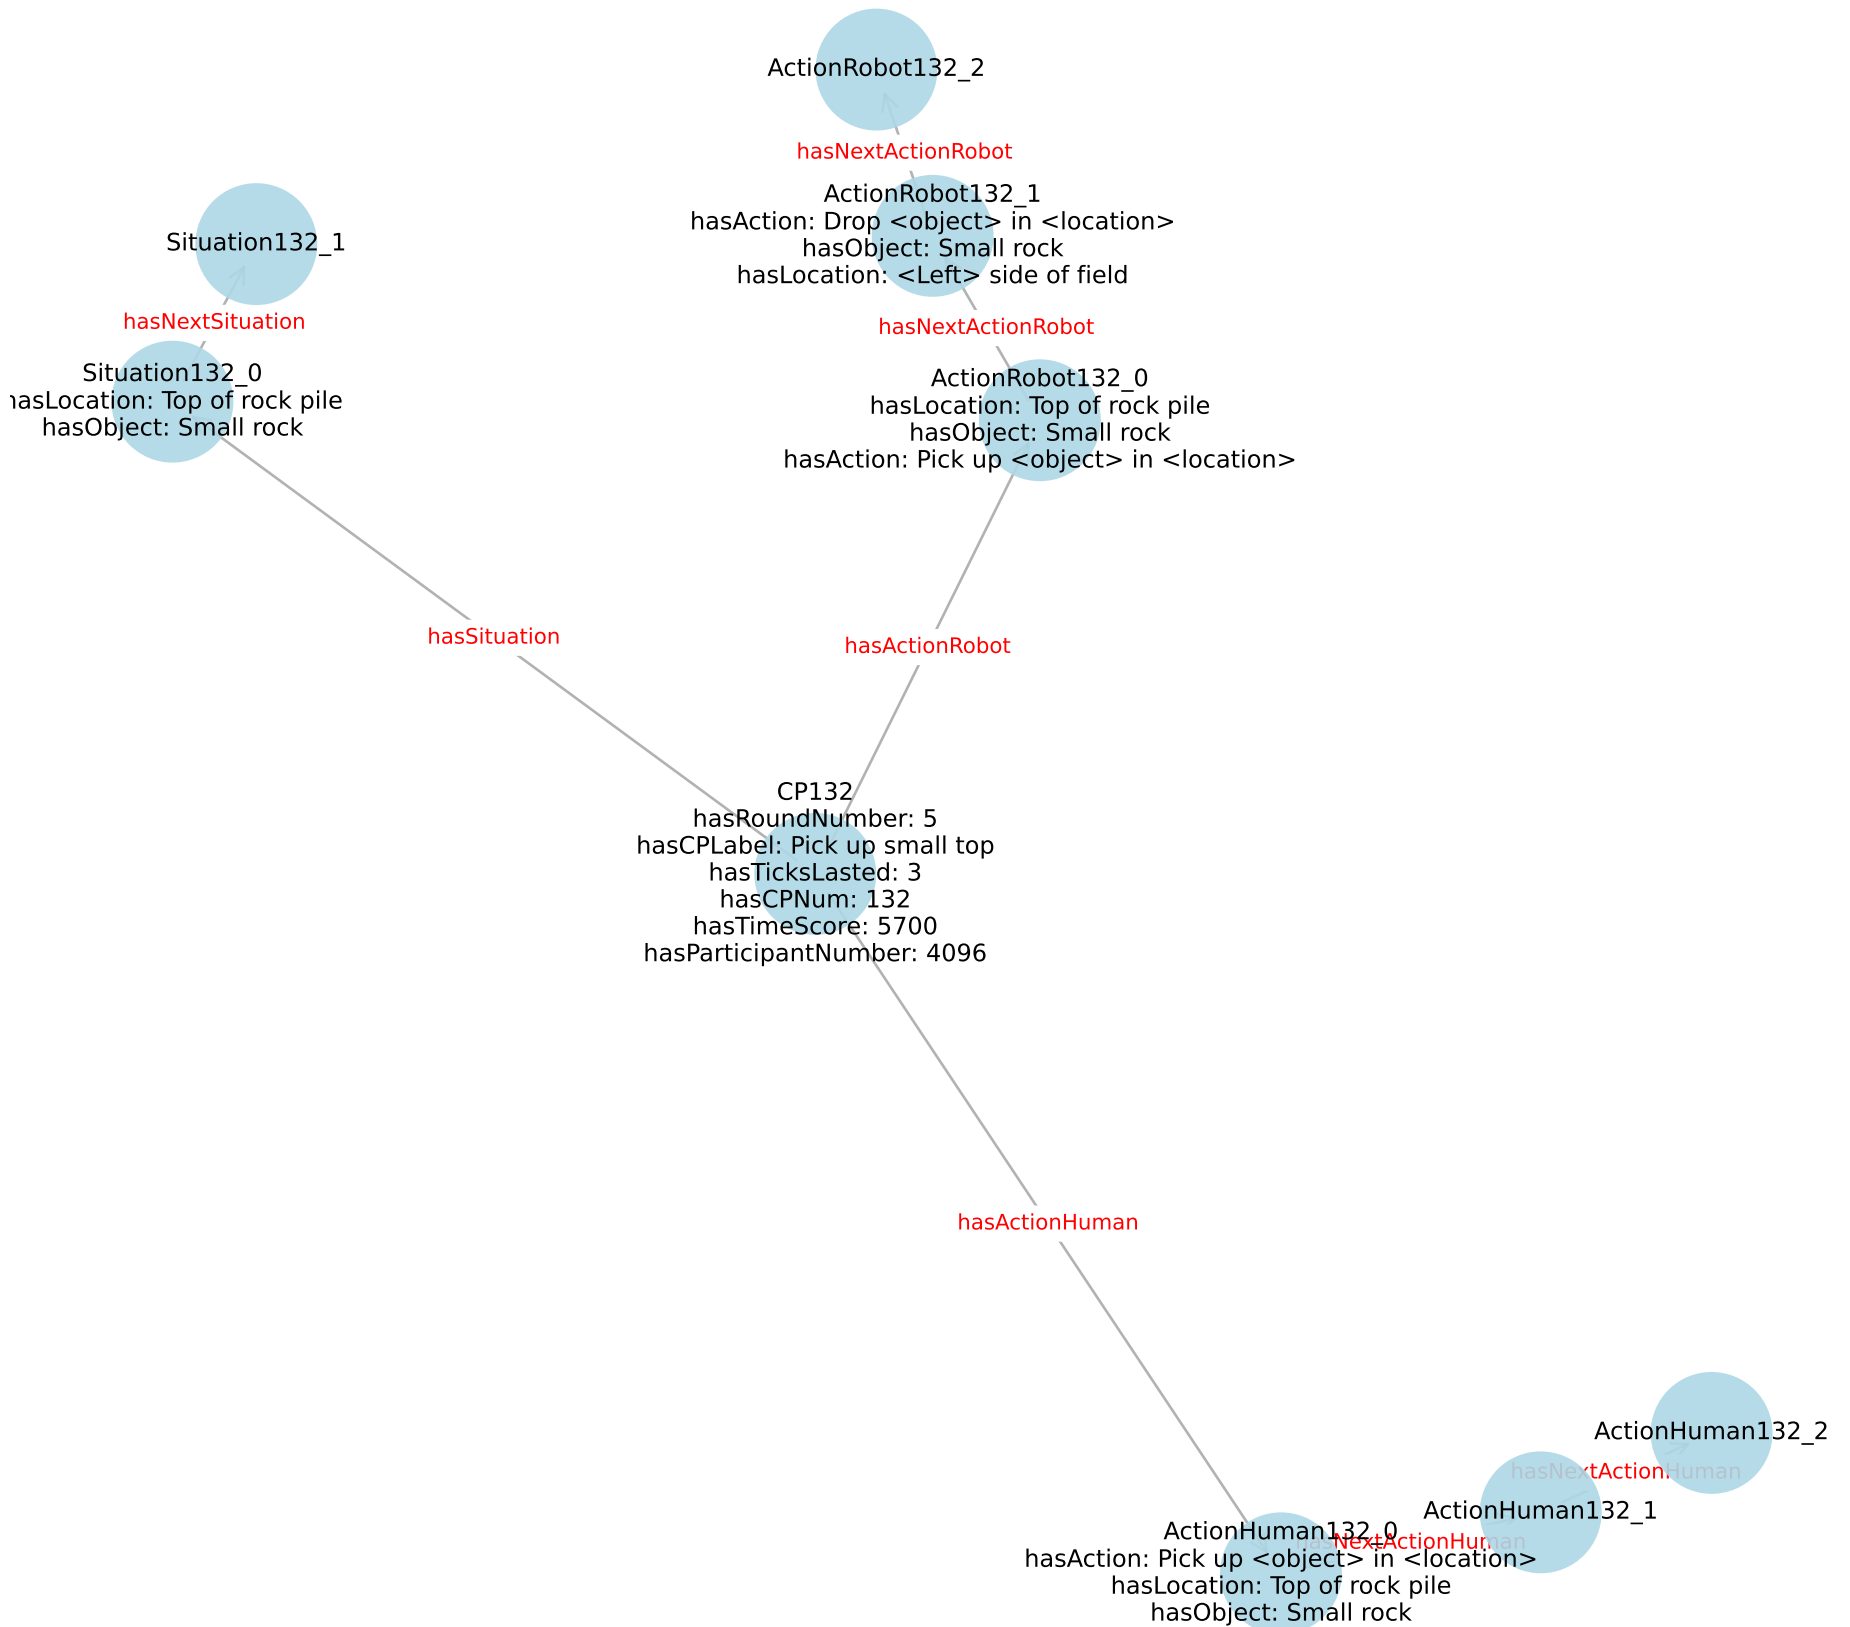 ActionRobot132_2
hasNextActionRobot
ActionRobot132_1
hasAction: Drop <object> in <location>
hasObject: Small rock
hasLocation: <Left> side of field
Situation132_1
hasNextSituation
hasNextActionRobot
Situation132_0
hasLocation: Top of rock pile
hasObject: Small rock
ActionRobot132_0
hasLocation: Top of rock pile
hasObject: Small rock
hasAction: Pick up <object> in <location>
hasSituation
hasActionRobot
CP132
hasRoundNumber: 5
hasCPLabel: Pick up small top
hasTicksLasted: 3
hasCPNum: 132
hasTimeScore: 5700
hasParticipantNumber: 4096
hasActionHuman
ActionHuman132_2
hasNextActionHuman
ActionHuman132_1
hasNextActionHuman
ActionHuman132_0
hasAction: Pick up <object> in <location>
hasLocation: Top of rock pile
hasObject: Small rock